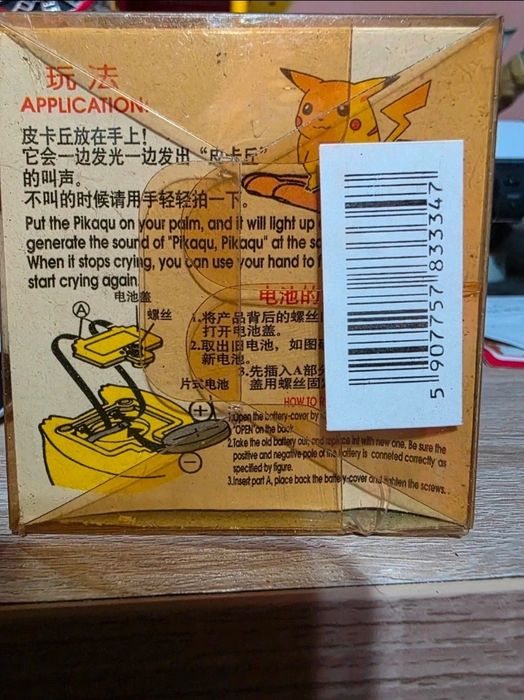 玩法
APPLICATION:
皮卡丘放在手上!
它会一边发光一边发出“皮卡丘”
的叫声。
不叫的时候请用手轻轻拍一下。
Put the Pikaqu on your palm, and it will light up
generate the sound of "Pikaqu, Pikaqu" at the
When it stops crying, you can use your hand to
start crying again.
电池盖
A
螺丝
电池的
1.将产品背后的螺丝
打开电池盖。
2.取出旧电池，如图
新电池。
3.先插入A部
盖用螺丝固
片式电池
+
−
HOW TO
1.Open the battery-cover by
"OPEN" on the back.
2.Take the old battery out, and replace int with new one. Be sure the
positive and negative pole of the battery is conneted correctly as
specified by figure.
3.Insert part A, place back the battely-cover and tighten the screws.
5 907757 833347